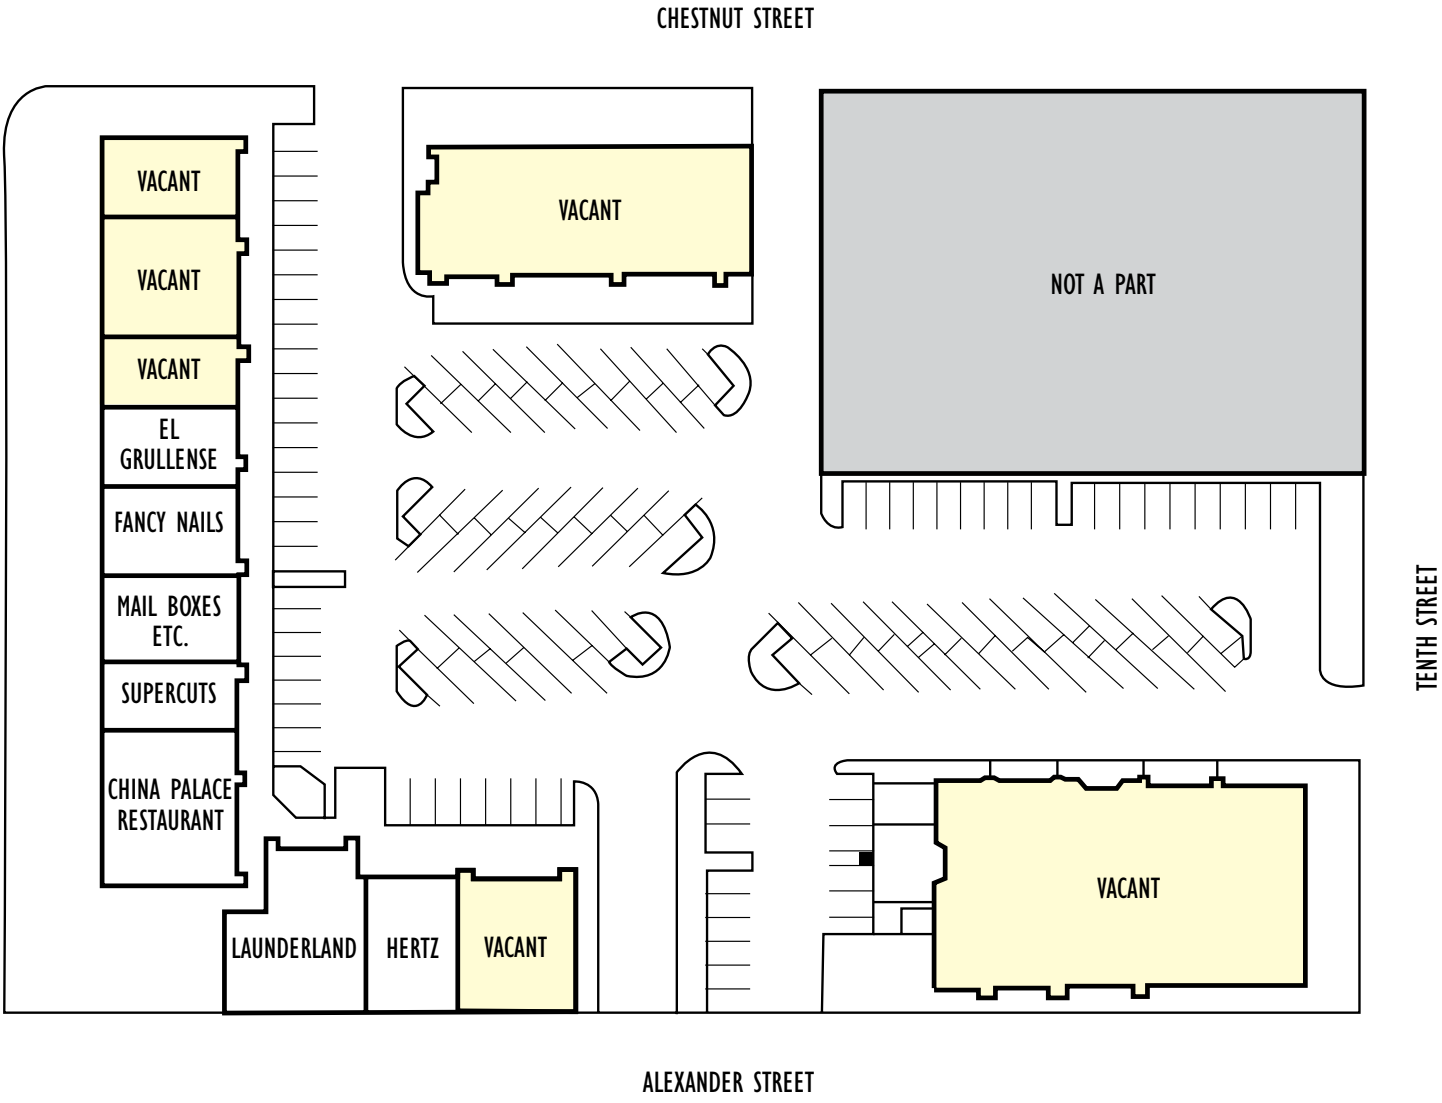 CHESTNUT STREET
VACANT
VACANT
VACANT
EL
GRULLENSE
FANCY NAILS
MAIL BOXES
ETC.
SUPERCUTS
CHINA PALACE
RESTAURANT
LAUNDERLAND
HERTZ
VACANT
VACANT
NOT A PART
VACANT
TENTH STREET
ALEXANDER STREET